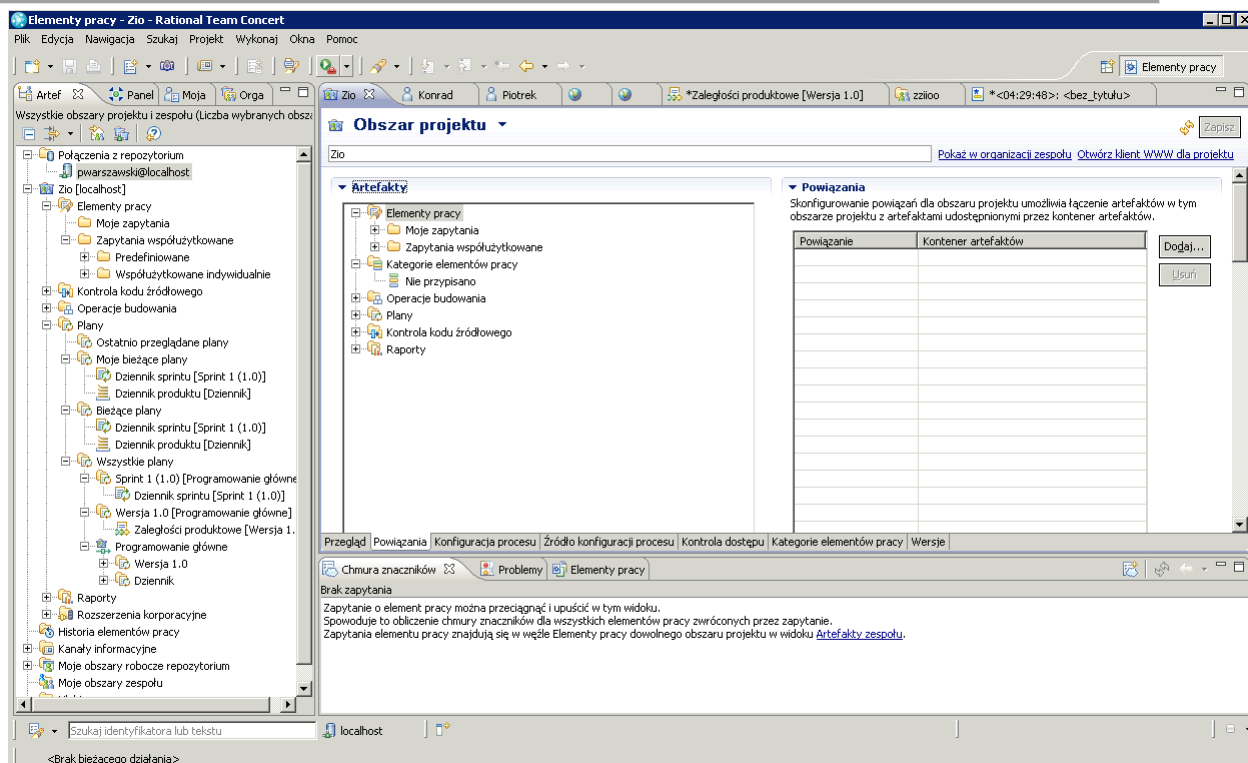 Elementy pracy - Zio - Rational Team Concert
Plik Edycja Nawigacja Szukaj Projekt Wykonaj Okna Pomoc
Elementy pracy
Artef Panel Moja Orga
Wszystkie obszary projektu i zespołu (Liczba wybranych obsza
Połączenia z repozytorium
pwarszawski@localhost
Zio [localhost]
Elementy pracy
Moje zapytania
Zapytania współużytkowane
Predefiniowane
Współużytkowane indywidualnie
Kontrola kodu źródłowego
Operacje budowania
Plany
Ostatnio przeglądane plany
Moje bieżące plany
Dziennik sprintu [Sprint 1 (1.0)]
Dziennik produktu [Dziennik]
Bieżące plany
Dziennik sprintu [Sprint 1 (1.0)]
Dziennik produktu [Dziennik]
Wszystkie plany
Sprint 1 (1.0) [Programowanie główne
Dziennik sprintu [Sprint 1 (1.0)]
Wersja 1.0 [Programowanie główne]
Zaległości produktowe [Wersja 1.
Programowanie główne
Wersja 1.0
Dziennik
Raporty
Rozszerzenia korporacyjne
Historia elementów pracy
Kanały informacyjne
Moje obszary robocze repozytorium
Moje obszary zespołu
Zio Konrad Piotrek *Zaległości produktowe [Wersja 1.0] zziioo *<04:29:48>: <bez_tytułu>
Obszar projektu
Zapisz
Zio
Pokaż w organizacji zespołu Otwórz klient WWW dla projektu
Artefakty
Elementy pracy
Moje zapytania
Zapytania współużytkowane
Kategorie elementów pracy
Nie przypisano
Operacje budowania
Plany
Kontrola kodu źródłowego
Raporty
Powiązania
Skonfigurowanie powiązań dla obszaru projektu umożliwia łączenie artefaktów w tym
obszarze projektu z artefaktami udostępnionymi przez kontener artefaktów.
Powiązanie Kontener artefaktów
Dodaj...
Usuń
Przegląd Powiązania Konfiguracja procesu Źródło konfiguracji procesu Kontrola dostępu Kategorie elementów pracy Wersje
Chmura znaczników Problemy Elementy pracy
Brak zapytania
Zapytanie o element pracy można przeciągnąć i upuścić w tym widoku.
Spowoduje to obliczenie chmury znaczników dla wszystkich elementów pracy zwróconych przez zapytanie.
Zapytania elementu pracy znajdują się w węźle Elementy pracy dowolnego obszaru projektu w widoku Artefakty zespołu.
Szukaj identyfikatora lub tekstu
localhost
<Brak bieżącego działania>